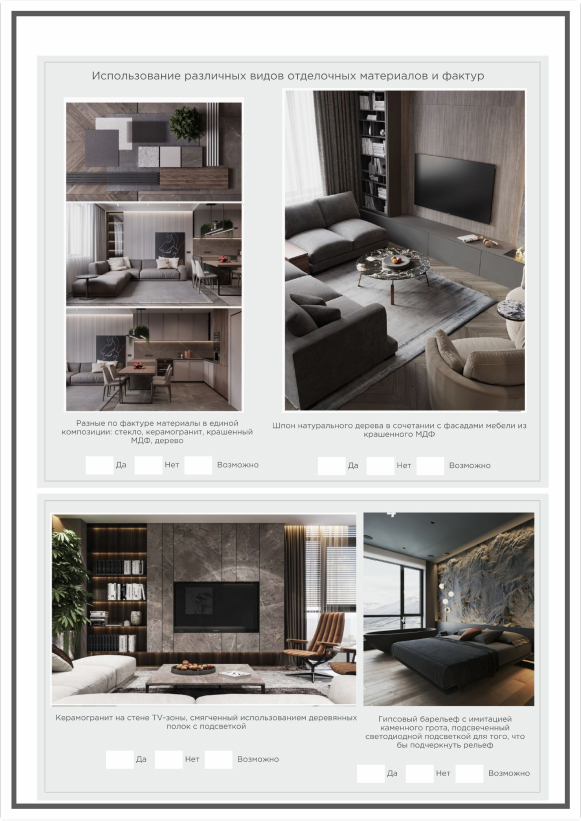 Использование различных видов отделочных материалов и фактур
Разные по фактуре материалы в единой
композиции: стекло, керамогранит, крашенный
МДФ, дерево
Да Нет Возможно
Шпон натурального дерева в сочетании с фасадами мебели из
крашенного МДФ
Да Нет Возможно
Керамогранит на стене TV-зоны, смягченный использованием деревянных
полок с подсветкой
Да Нет Возможно
Гипсовый барельеф с имитацией
каменного грота, подсвеченный
светодиодной подсветкой для того, что
бы подчеркнуть рельеф
Да Нет Возможно